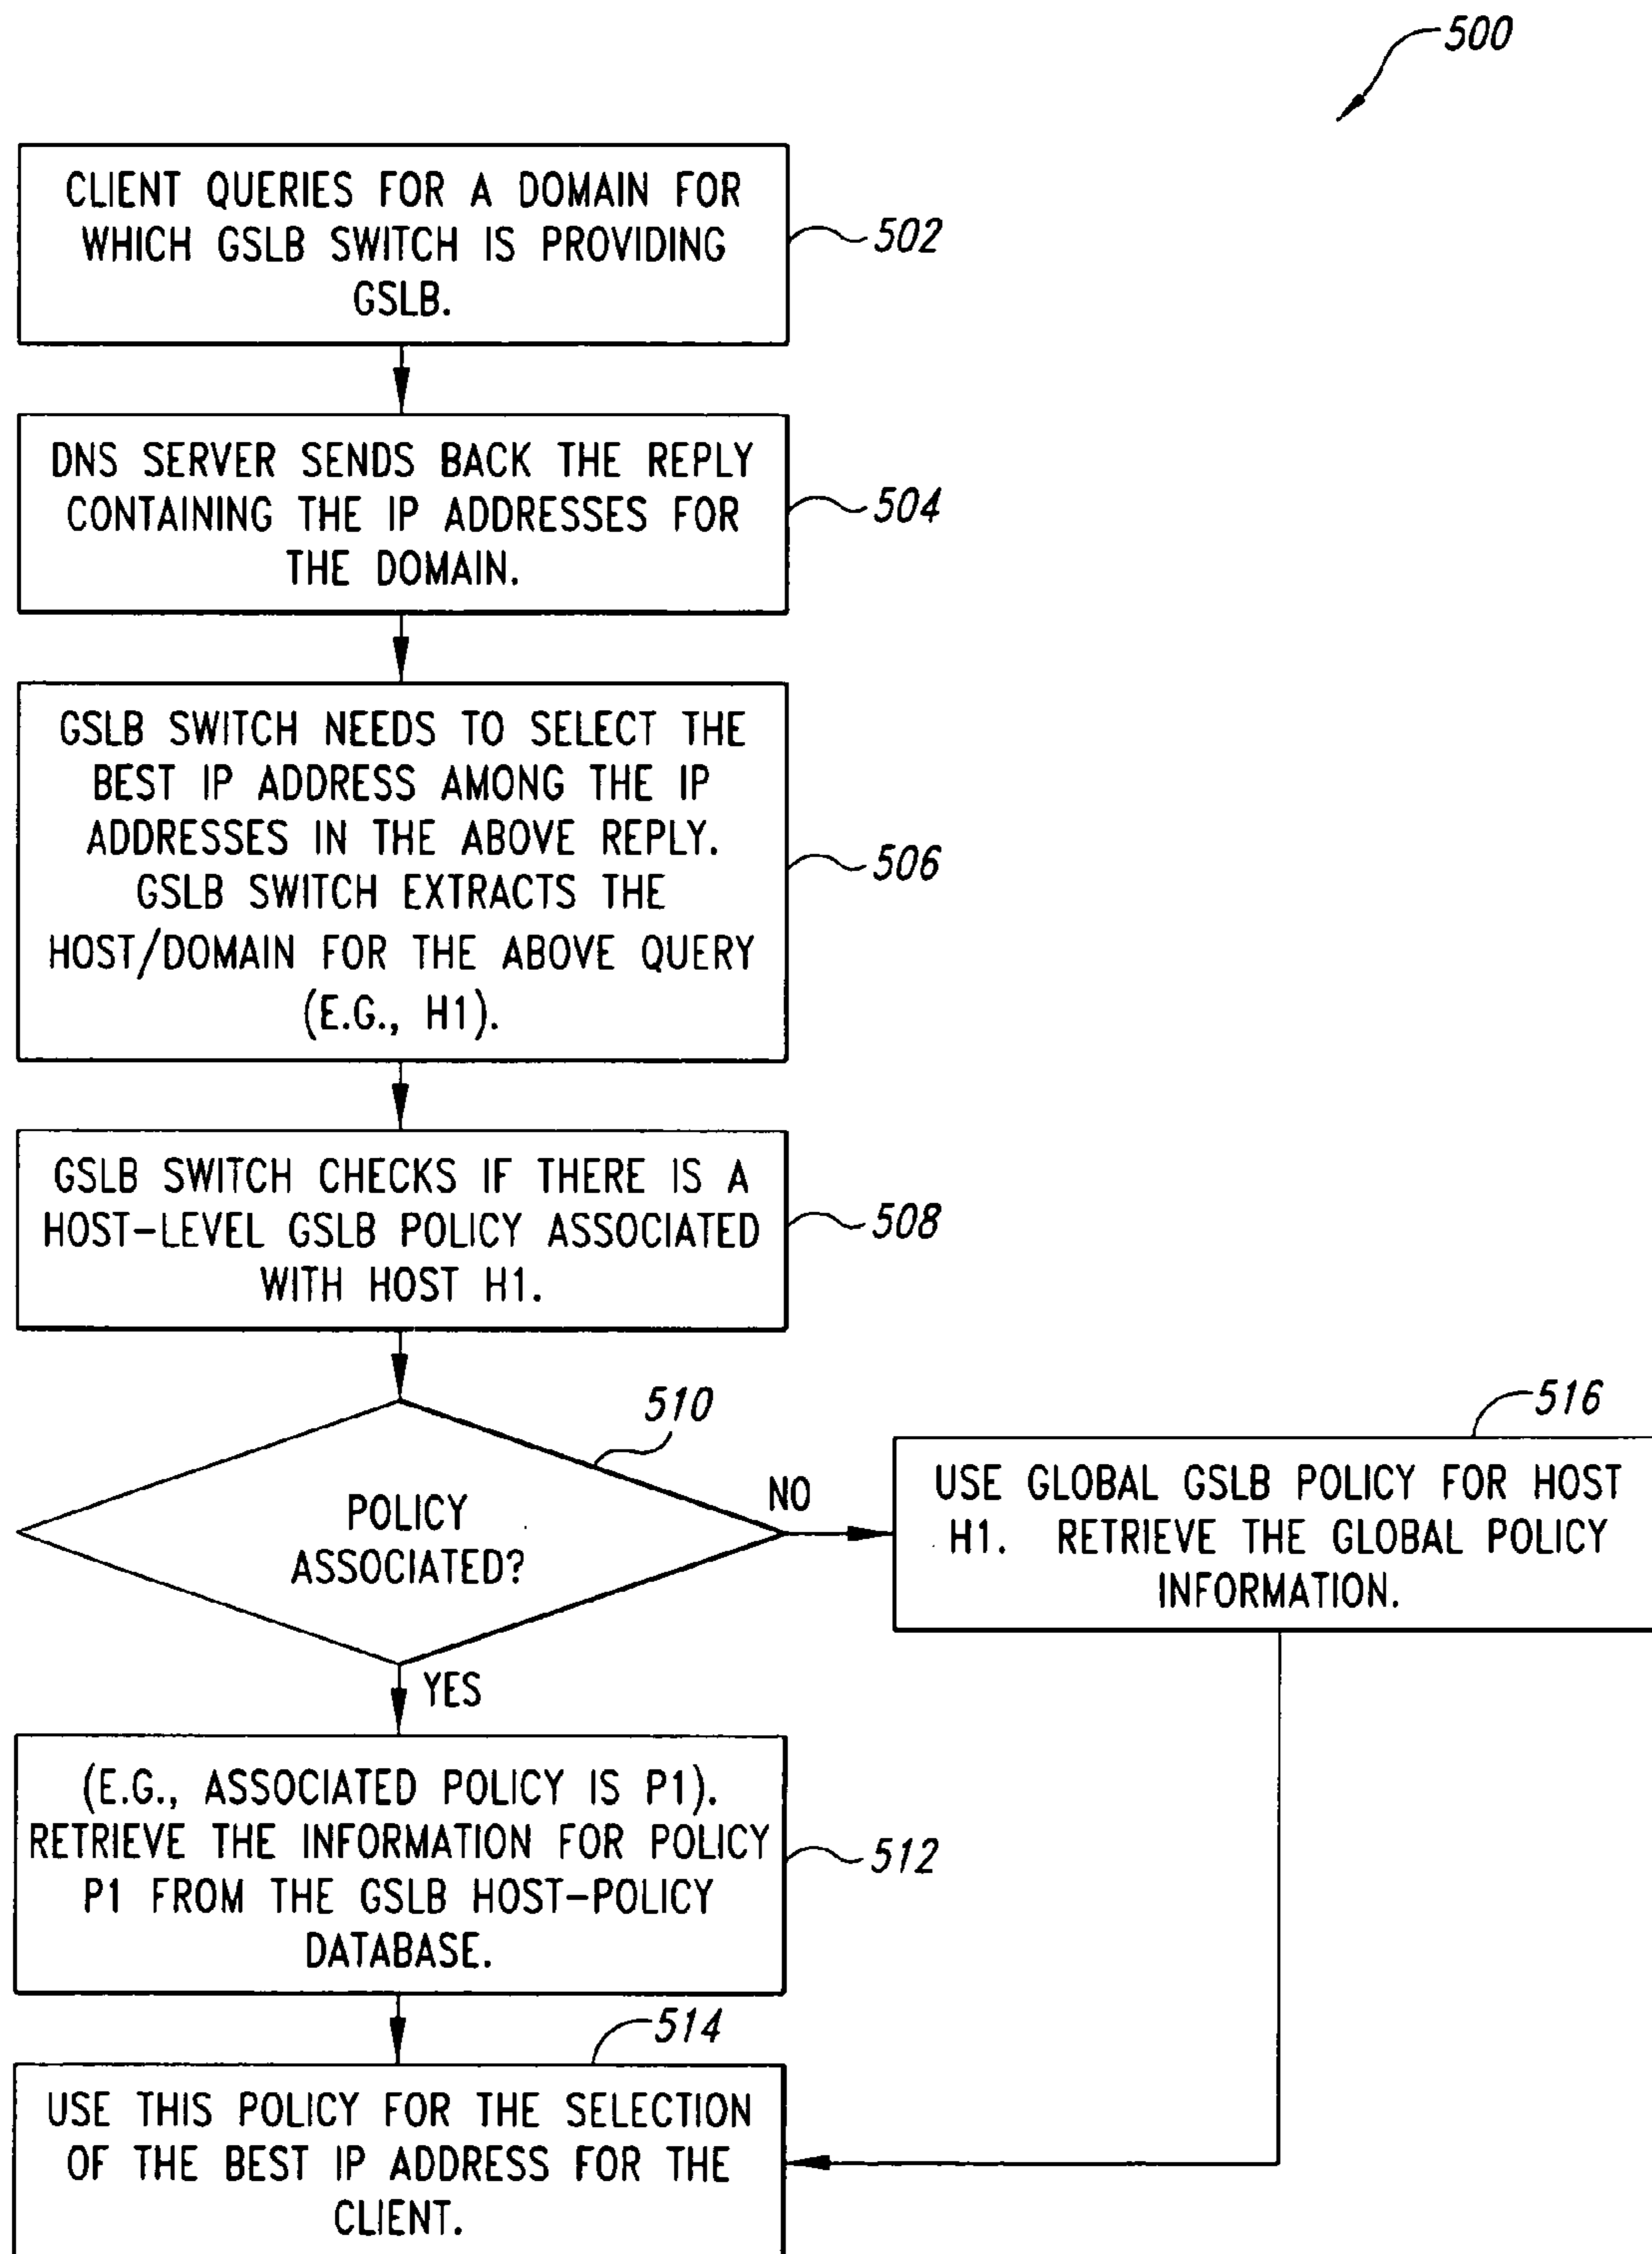 500
CLIENT QUERIES FOR A DOMAIN FOR
WHICH GSLB SWITCH IS PROVIDING
GSLB.
502
DNS SERVER SENDS BACK THE REPLY
CONTAINING THE IP ADDRESSES FOR
THE DOMAIN.
504
GSLB SWITCH NEEDS TO SELECT THE
BEST IP ADDRESS AMONG THE IP
ADDRESSES IN THE ABOVE REPLY.
GSLB SWITCH EXTRACTS THE
HOST/DOMAIN FOR THE ABOVE QUERY
(E.G., H1).
506
GSLB SWITCH CHECKS IF THERE IS A
HOST-LEVEL GSLB POLICY ASSOCIATED
WITH HOST H1.
508
510
POLICY
ASSOCIATED?
NO
516
USE GLOBAL GSLB POLICY FOR HOST
H1. RETRIEVE THE GLOBAL POLICY
INFORMATION.
YES
(E.G., ASSOCIATED POLICY IS P1).
RETRIEVE THE INFORMATION FOR POLICY
P1 FROM THE GSLB HOST-POLICY
DATABASE.
512
514
USE THIS POLICY FOR THE SELECTION
OF THE BEST IP ADDRESS FOR THE
CLIENT.